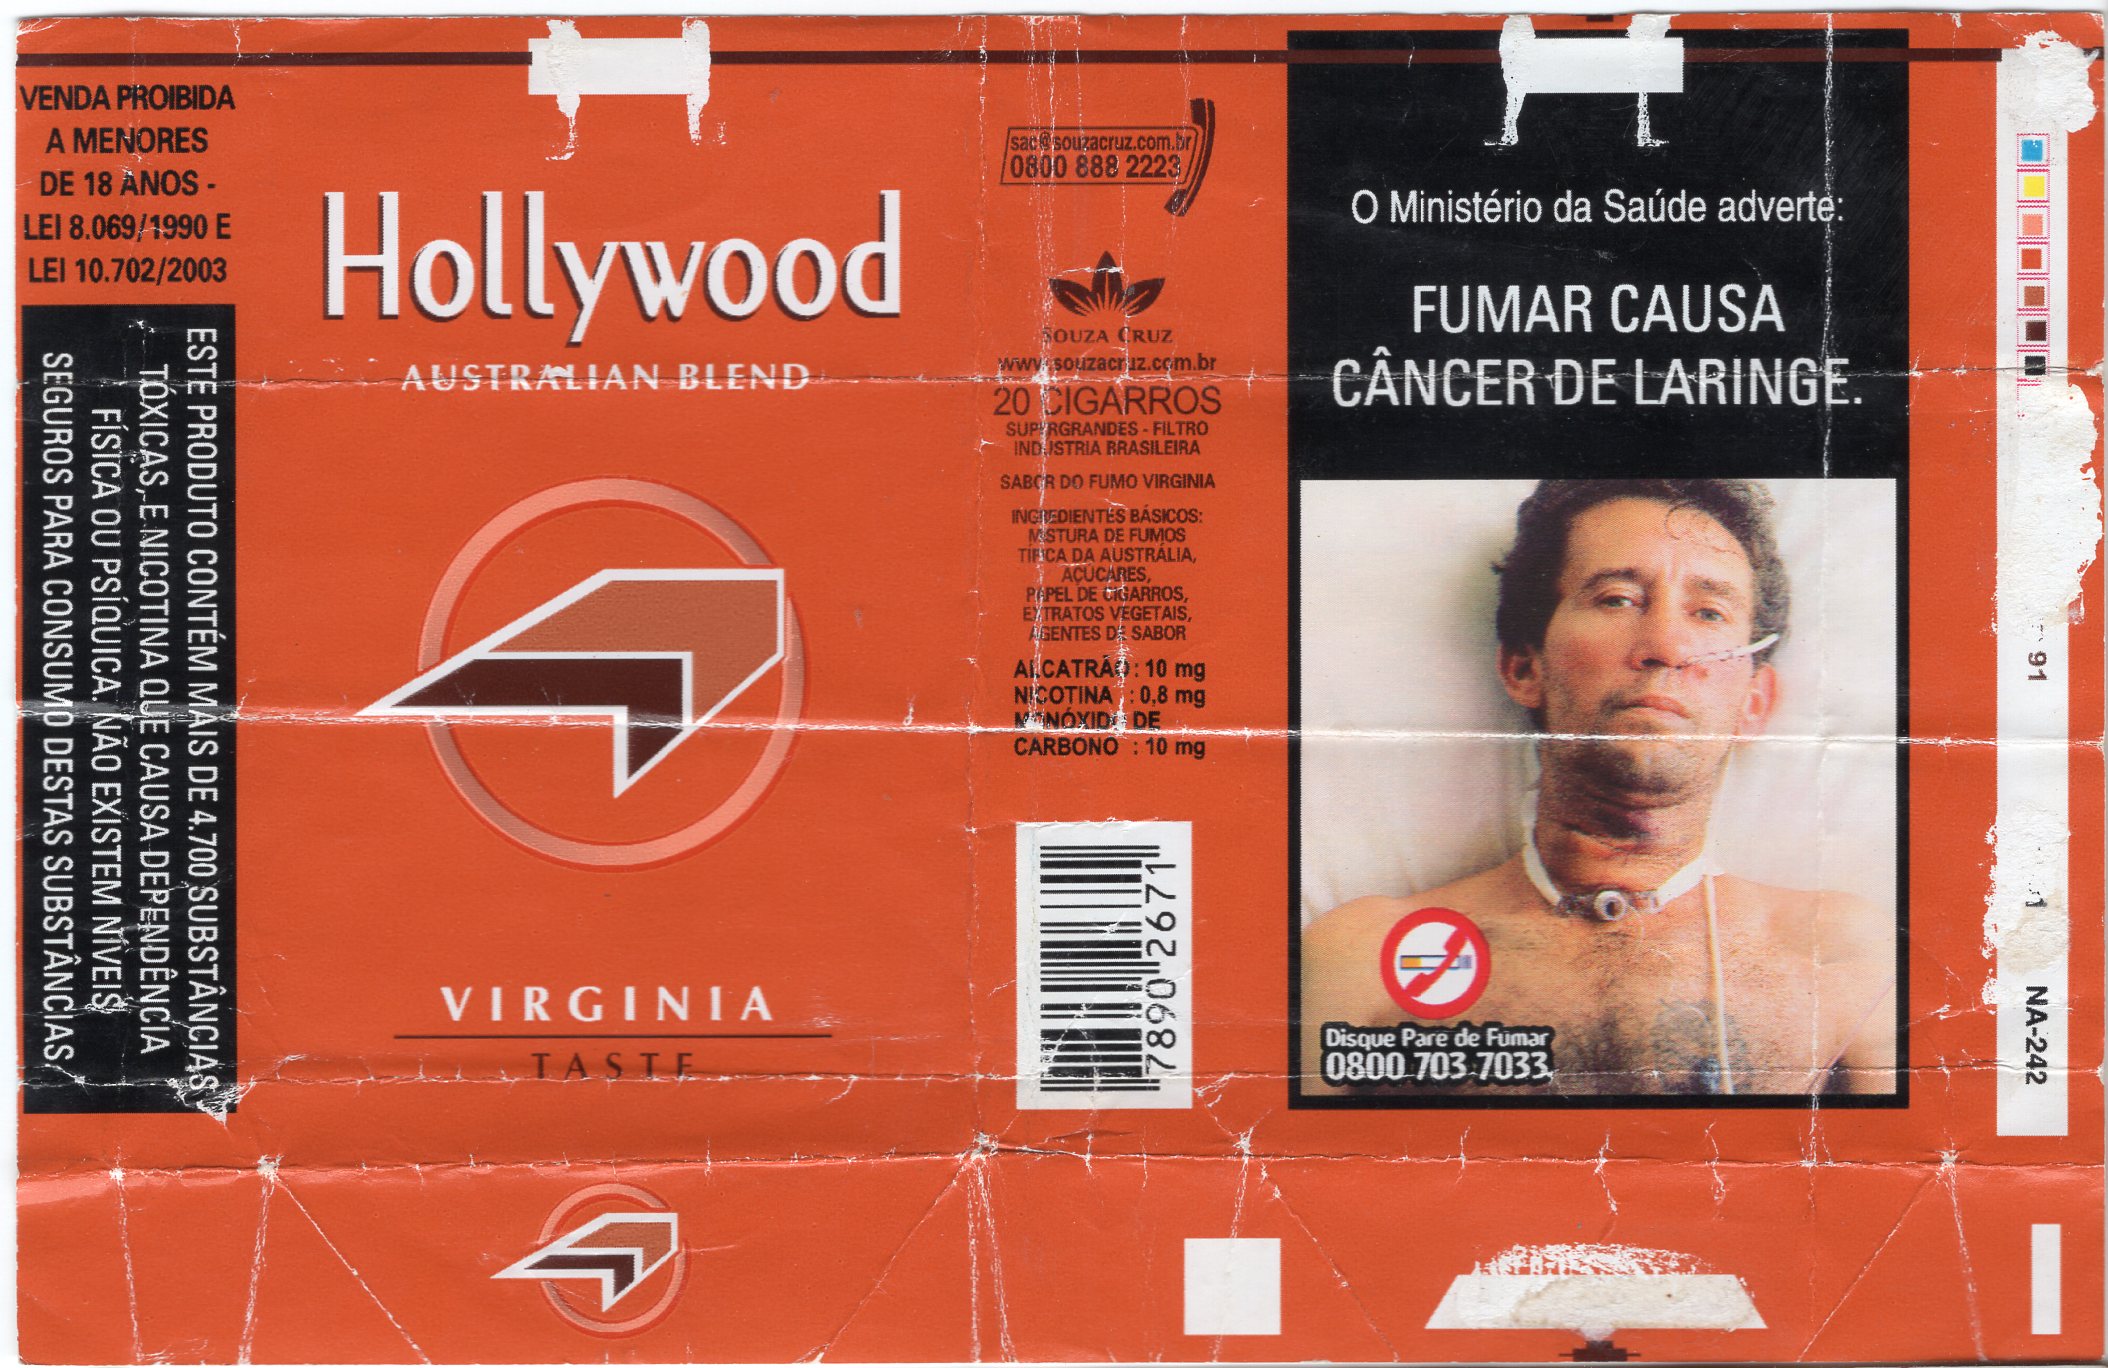 VENDA PROIBIDA
A MENORES
DE 18 ANOS -
LEI 8.069/1990 E
LEI 10.702/2003
ESTE PRODUTO CONTÉM MAIS DE 4.700 SUBSTÂNCIAS
TÓXICAS, E NICOTINA QUE CAUSA DEPENDÊNCIA
FÍSICA OU PSÍQUICA. NÃO EXISTEM NÍVEIS
SEGUROS PARA CONSUMO DESTAS SUBSTÂNCIAS
Hollywood
AUSTRALIAN BLEND
VIRGINIA
TASTE
sac@souzacruz.com.br
0800 888 2223
SOUZA CRUZ
www.souzacruz.com.br
20 CIGARROS
SUPERGRANDES - FILTRO
INDÚSTRIA BRASILEIRA
SABOR DO FUMO VIRGINIA
INGREDIENTES BÁSICOS:
MISTURA DE FUMOS
TÍPICA DA AUSTRÁLIA,
AÇÚCARES,
PAPEL DE CIGARROS,
EXTRATOS VEGETAIS,
AGENTES DE SABOR
ALCATRÃO : 10 mg
NICOTINA : 0,8 mg
MONÓXIDO DE
CARBONO : 10 mg
78902671
O Ministério da Saúde adverte:
FUMAR CAUSA
CÂNCER DE LARINGE.
Disque Pare de Fumar
0800 703 7033
91
1
NA-242